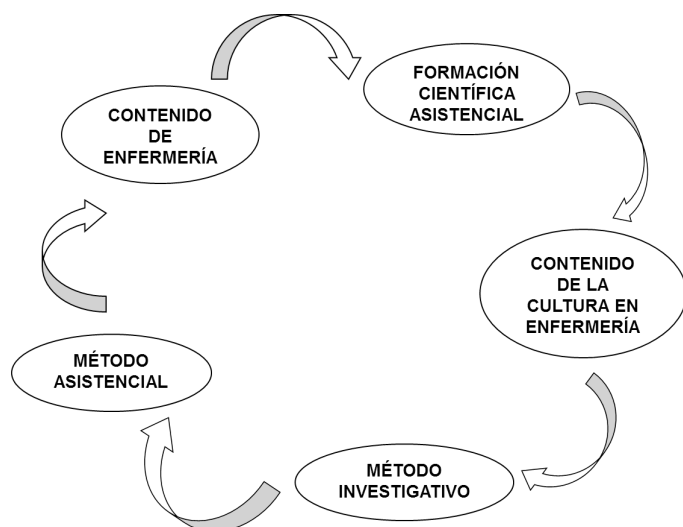 FORMACIÓN
CIENTÍFICA
ASISTENCIAL
CONTENIDO
DE
ENFERMERÍA
CONTENIDO
DE LA
CULTURA EN
ENFERMERÍA
MÉTODO
ASISTENCIAL
MÉTODO
INVESTIGATIVO